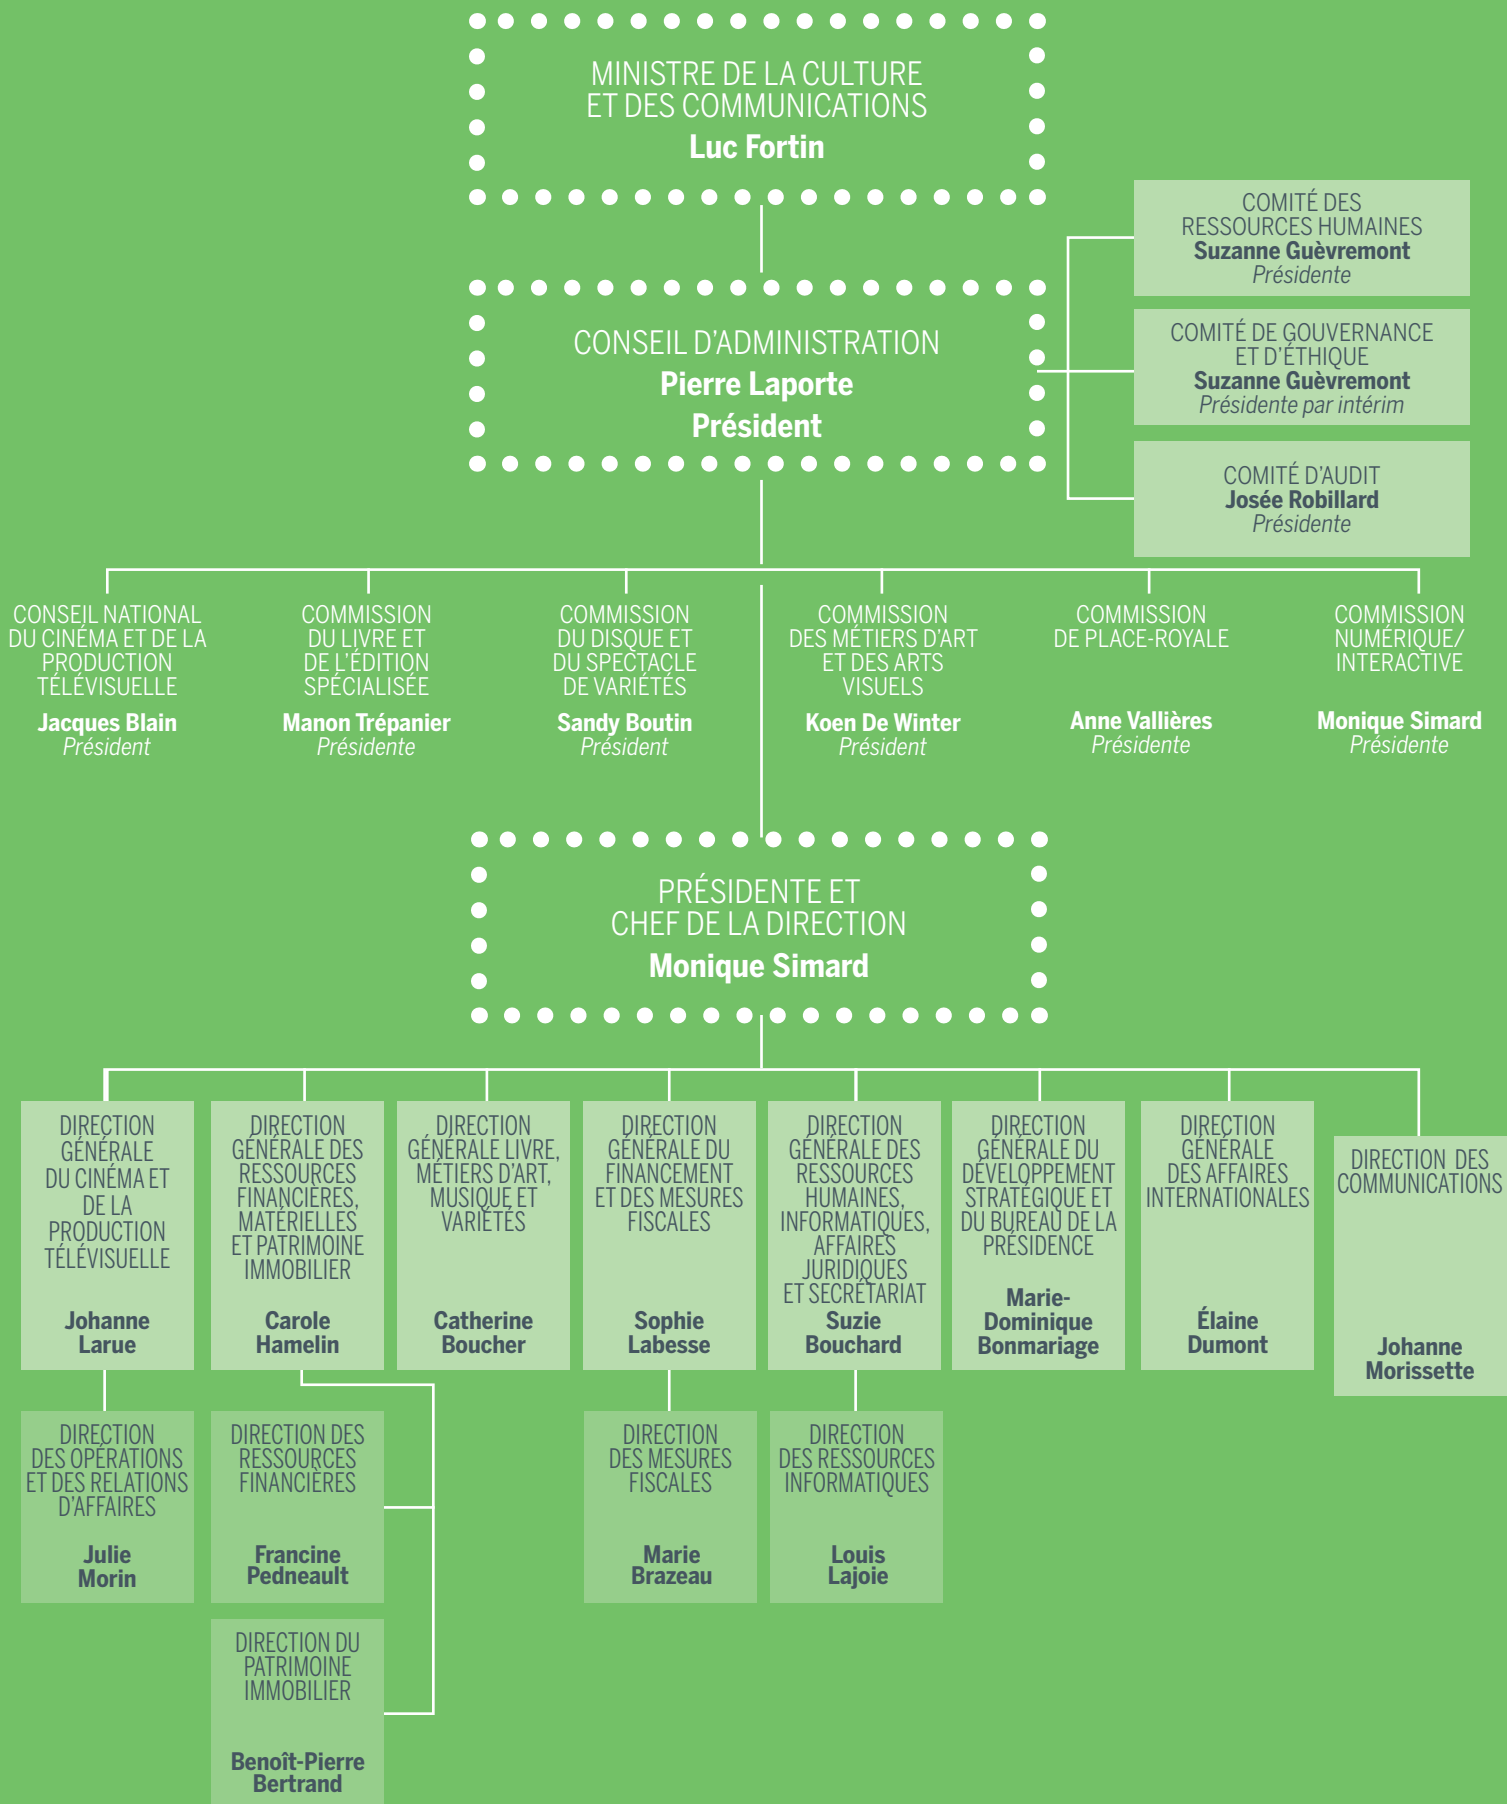 MINISTRE DE LA CULTURE
ET DES COMMUNICATIONS
Luc Fortin
CONSEIL D'ADMINISTRATION
Pierre Laporte
Président
COMITÉ DES
RESSOURCES HUMAINES
Suzanne Guèvremont
Présidente
COMITÉ DE GOUVERNANCE
ET D'ÉTHIQUE
Suzanne Guèvremont
Présidente par intérim
COMITÉ D'AUDIT
Josée Robillard
Présidente
CONSEIL NATIONAL
DU CINÉMA ET DE LA
PRODUCTION
TÉLÉVISUELLE
Jacques Blain
Président
COMMISSION
DU LIVRE ET
DE L'ÉDITION
SPÉCIALISÉE
Manon Trépanier
Présidente
COMMISSION
DU DISQUE ET
DU SPECTACLE
DE VARIÉTÉS
Sandy Boutin
Président
COMMISSION
DES MÉTIERS D'ART
ET DES ARTS
VISUELS
Koen De Winter
Président
COMMISSION
DE PLACE-ROYALE
Anne Vallières
Présidente
COMMISSION
NUMÉRIQUE/
INTERACTIVE
Monique Simard
Présidente
PRÉSIDENTE ET
CHEF DE LA DIRECTION
Monique Simard
DIRECTION
GÉNÉRALE
DU CINÉMA ET
DE LA
PRODUCTION
TÉLÉVISUELLE
Johanne
Larue
DIRECTION
GÉNÉRALE DES
RESSOURCES
FINANCIÈRES,
MATÉRIELLES
ET PATRIMOINE
IMMOBILIER
Carole
Hamelin
DIRECTION
GÉNÉRALE LIVRE,
MÉTIERS D'ART,
MUSIQUE ET
VARIÉTÉS
Catherine
Boucher
DIRECTION
GÉNÉRALE DU
FINANCEMENT
ET DES MESURES
FISCALES
Sophie
Labesse
DIRECTION
GÉNÉRALE DES
RESSOURCES
HUMAINES,
INFORMATIQUES,
AFFAIRES
JURIDIQUES
ET SECRÉTARIAT
Suzie
Bouchard
DIRECTION
GÉNÉRALE DU
DÉVELOPPEMENT
STRATÉGIQUE ET
DU BUREAU DE LA
PRÉSIDENCE
Marie-
Dominique
Bonmariage
DIRECTION
GÉNÉRALE
DES AFFAIRES
INTERNATIONALES
Élaine
Dumont
DIRECTION DES
COMMUNICATIONS
Johanne
Morissette
DIRECTION
DES OPÉRATIONS
ET DES RELATIONS
D'AFFAIRES
Julie
Morin
DIRECTION DES
RESSOURCES
FINANCIÈRES
Francine
Pedneault
DIRECTION
DES MESURES
FISCALES
Marie
Brazeau
DIRECTION
DES RESSOURCES
INFORMATIQUES
Louis
Lajoie
DIRECTION DU
PATRIMOINE
IMMOBILIER
Benoît-Pierre
Bertrand